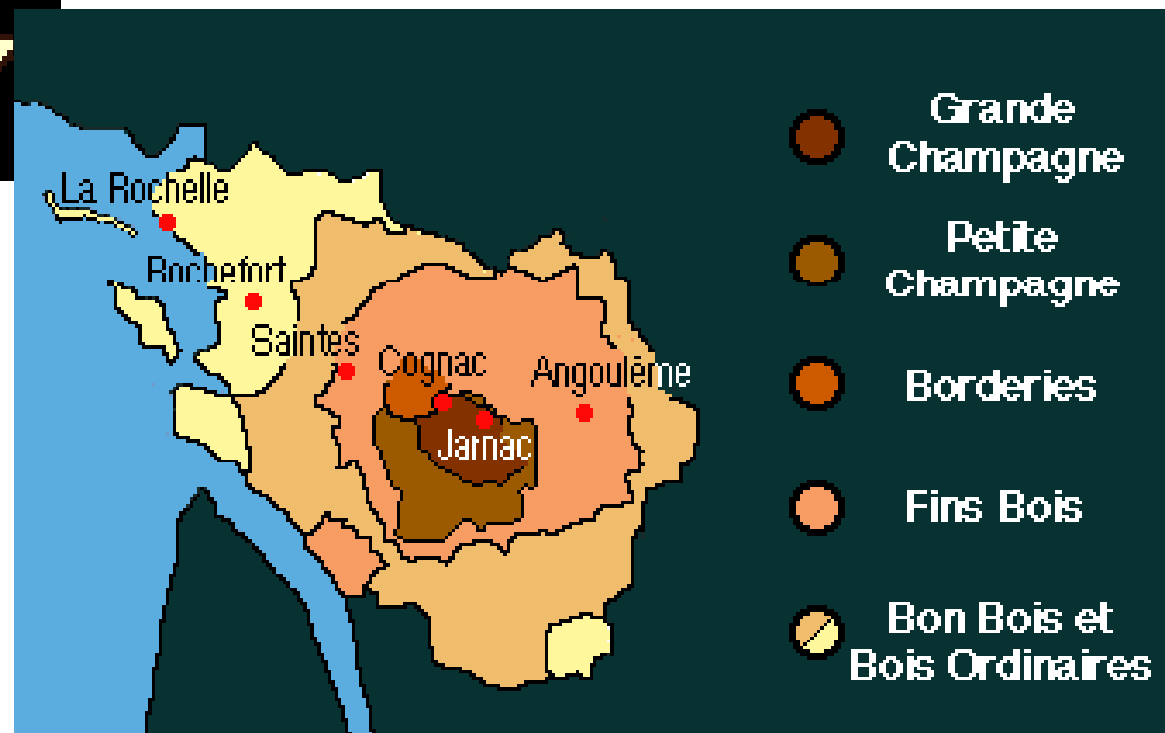 La Rochelle
Rochefort
Saintes
Cognac
Angoulême
Jarnac
Grande
Champagne
Petite
Champagne
Borderies
Fins Bois
Bon Bois et
Bois Ordinaires